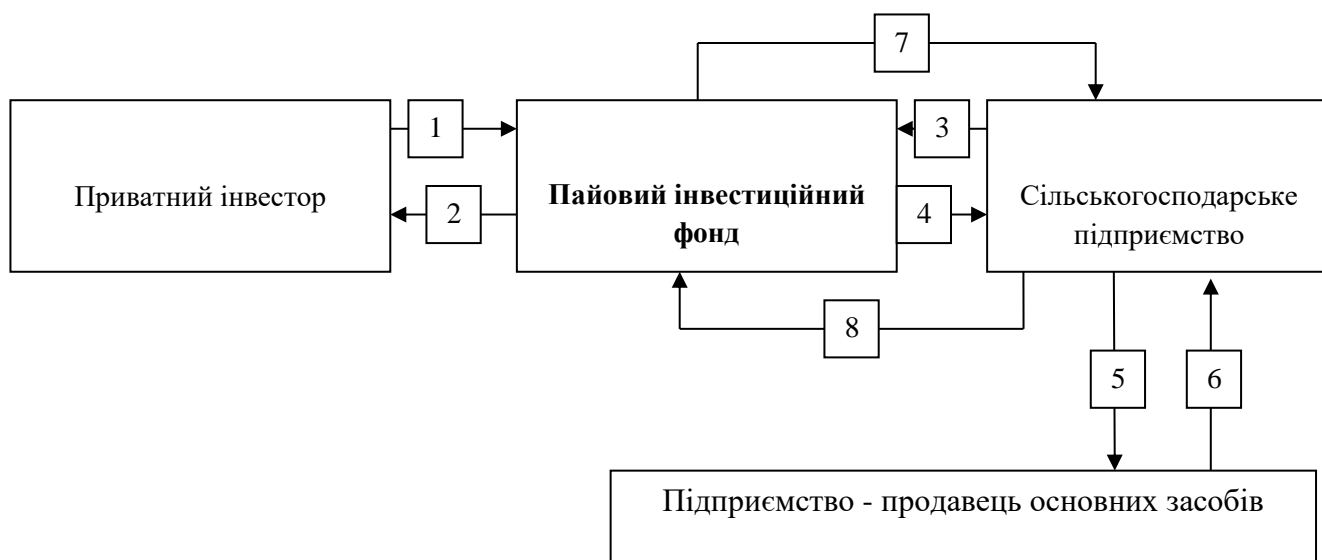 7
1
3
Приватний інвестор
Пайовий інвестиційний
фонд
Сільськогосподарське
підприємство
2
4
8
5
6
Підприємство - продавець основних засобів